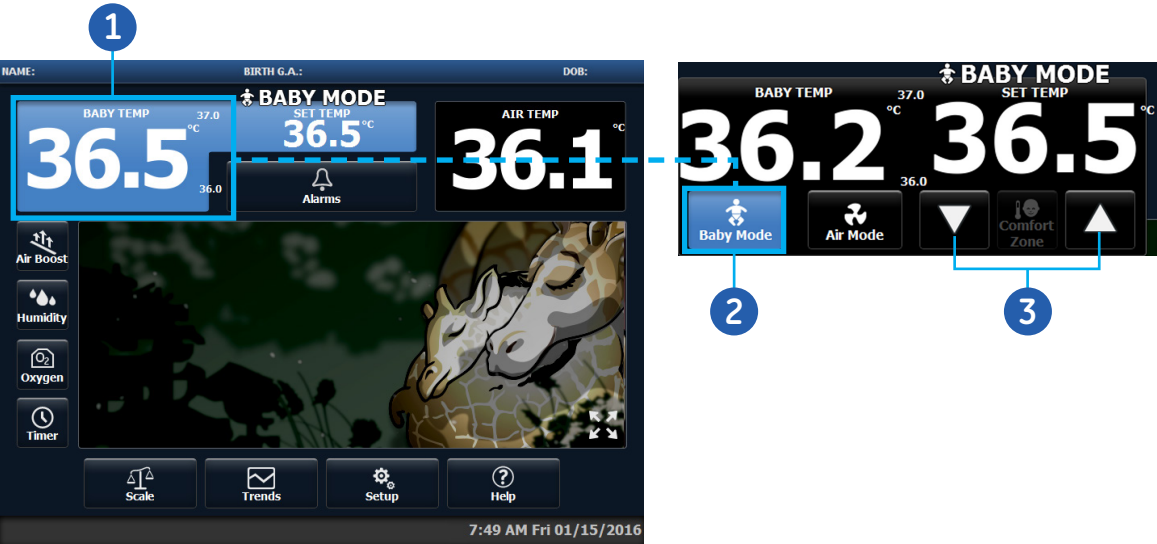 1
NAME: BIRTH G.A.: DOB:
BABY MODE
BABY TEMP 37.0 °C
36.5
36.0
SET TEMP
36.5 °C
AIR TEMP
36.1 °C
Alarms
Air Boost
Humidity
O2
Oxygen
Timer
Scale
Trends
Setup
?
Help
7:49 AM Fri 01/15/2016
BABY MODE
BABY TEMP 37.0 °C
36.2
36.0
SET TEMP
36.5 °C
Baby Mode
Air Mode
Comfort
Zone
2
3